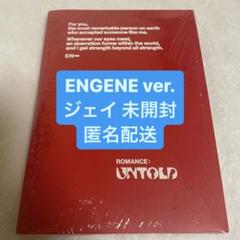 For you,
the most remarkable person on earth
who accepted someone like me.
Whenever our eyes meet,
an aberration forms within the world,
and I get strength beyond all strength.
EN-
ENGENE ver.
ジェイ 未開封
匿名配送
ROMANCE:
UNTOLD